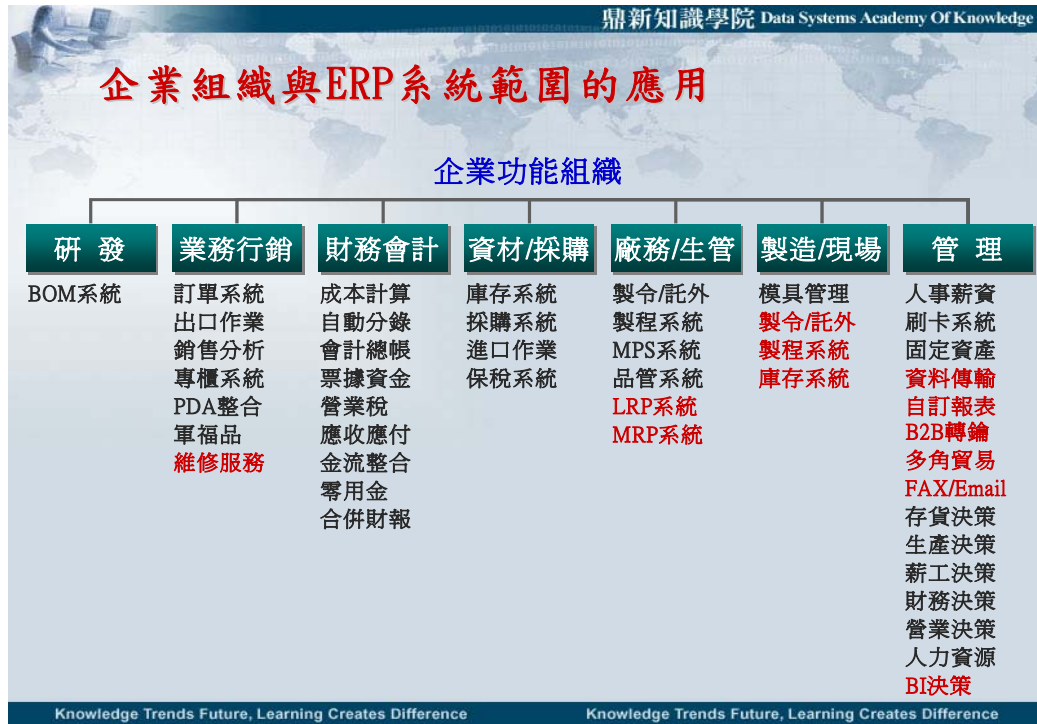 鼎新知識學院 Data Systems Academy Of Knowledge
企業組織與ERP系統範圍的應用
企業功能組織
研 發
BOM系統
業務行銷
訂單系統
出口作業
銷售分析
專櫃系統
PDA整合
軍福品
維修服務
財務會計
成本計算
自動分錄
會計總帳
票據資金
營業稅
應收應付
金流整合
零用金
合併財報
資材/採購
庫存系統
採購系統
進口作業
保稅系統
廠務/生管
製令/託外
製程系統
MPS系統
品管系統
LRP系統
MRP系統
製造/現場
模具管理
製令/託外
製程系統
庫存系統
管 理
人事薪資
刷卡系統
固定資產
資料傳輸
自訂報表
B2B轉鑰
多角貿易
FAX/Email
存貨決策
生產決策
薪工決策
財務決策
營業決策
人力資源
BI決策
Knowledge Trends Future, Learning Creates Difference
Knowledge Trends Future, Learning Creates Difference